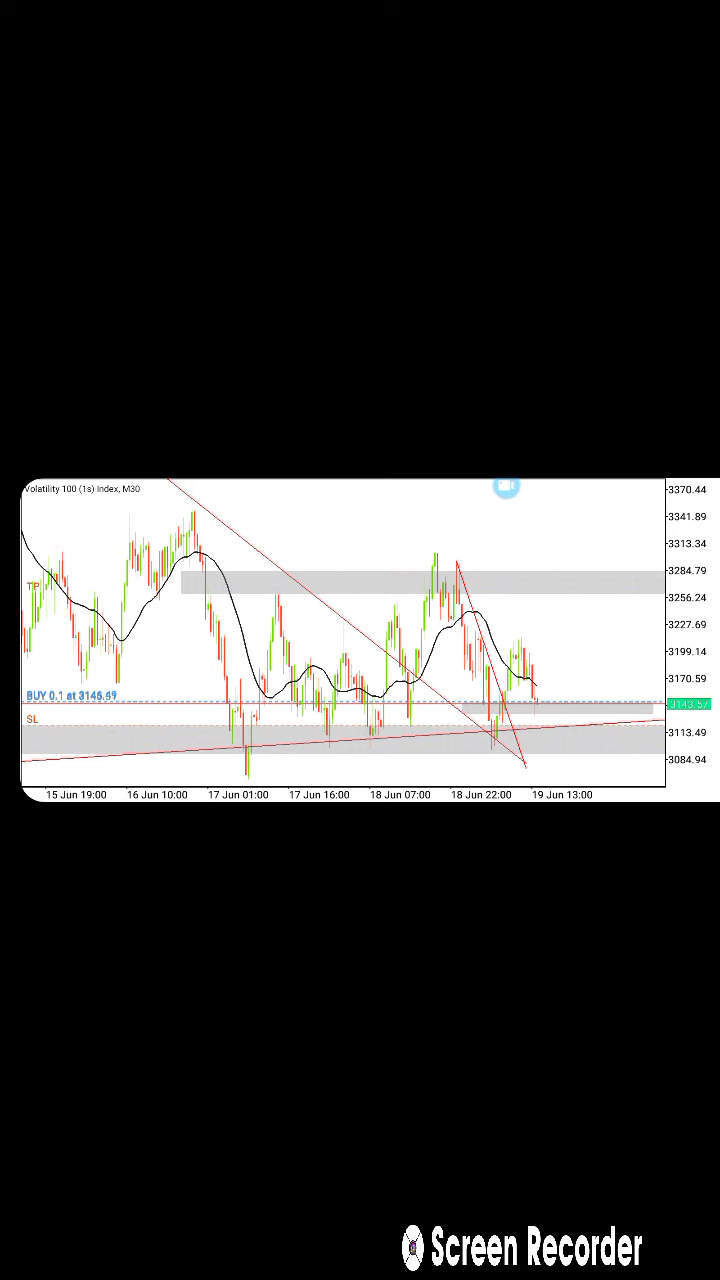 Volatility 100 (1s) Index, M30
3370.44
3341.89
3313.34
3284.79
TP
3256.24
3227.69
3199.14
3170.59
BUY 0.1 at
3143.57
SL
3113.49
3084.94
15 Jun 19:00 16 Jun 10:00 17 Jun 01:00 17 Jun 16:00 18 Jun 07:00 18 Jun 22:00 19 Jun 13:00
Screen Recorder